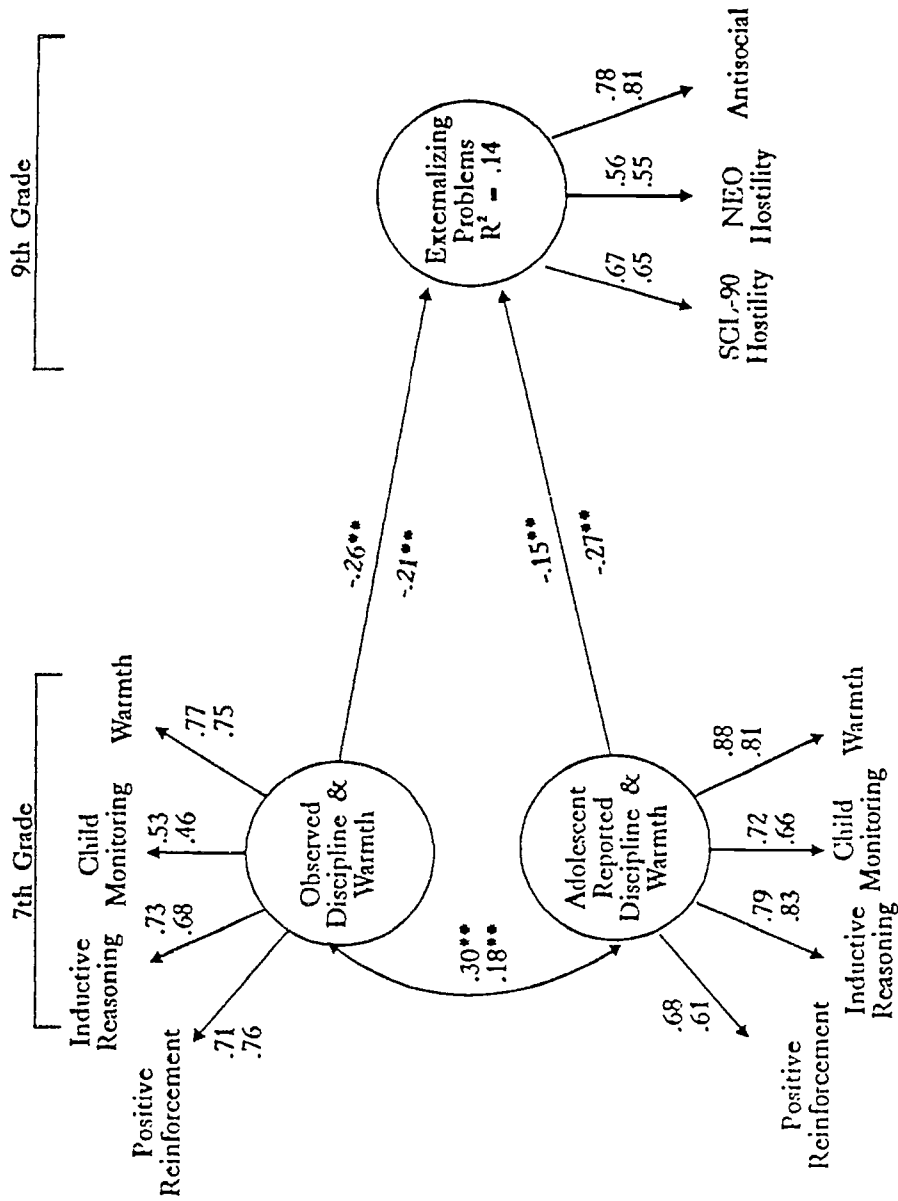 7th Grade
9th Grade
Positive
Reinforcement
Inductive
Reasoning
Child
Monitoring
Warmth
.71
.76
.73
.68
.53
.46
.77
.75
Observed
Discipline &
Warmth
-.26**
-.21**
.30**
.18**
Externalizing
Problems
R² = .14
.67
.65
.56
.55
.78
.81
SCL-90
Hostility
NEO
Hostility
Antisocial
-.15**
-.27**
Adolescent
Reported
Discipline &
Warmth
.68
.61
.79
.83
.72
.66
.88
.81
Positive
Reinforcement
Inductive
Reasoning
Child
Monitoring
Warmth